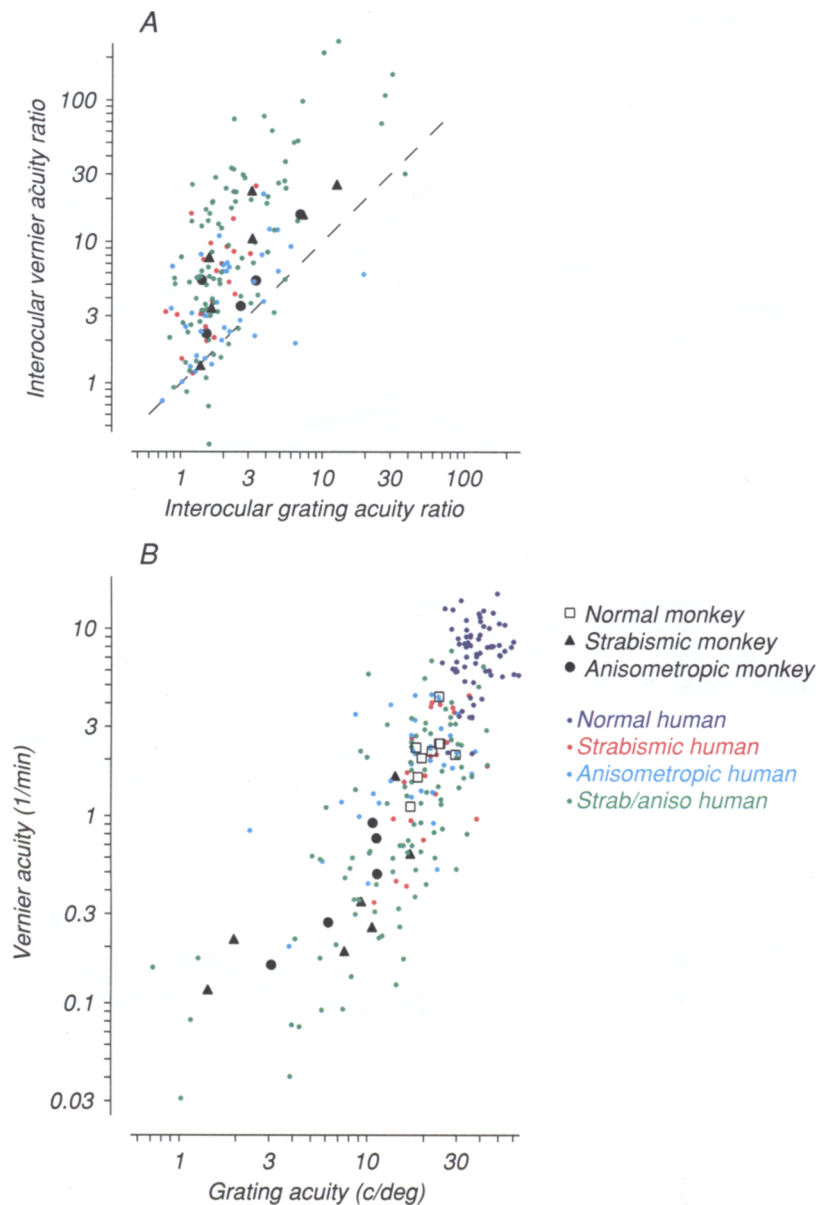 A
Interocular vernier acuity ratio
100
30
10
3
1
1 3 10 30 100
Interocular grating acuity ratio
B
Vernier acuity (1/min)
10
3
1
0.3
0.1
0.03
1 3 10 30
Grating acuity (c/deg)
Normal monkey
Strabismic monkey
Anisometropic monkey
Normal human
Strabismic human
Anisometropic human
Strab/aniso human